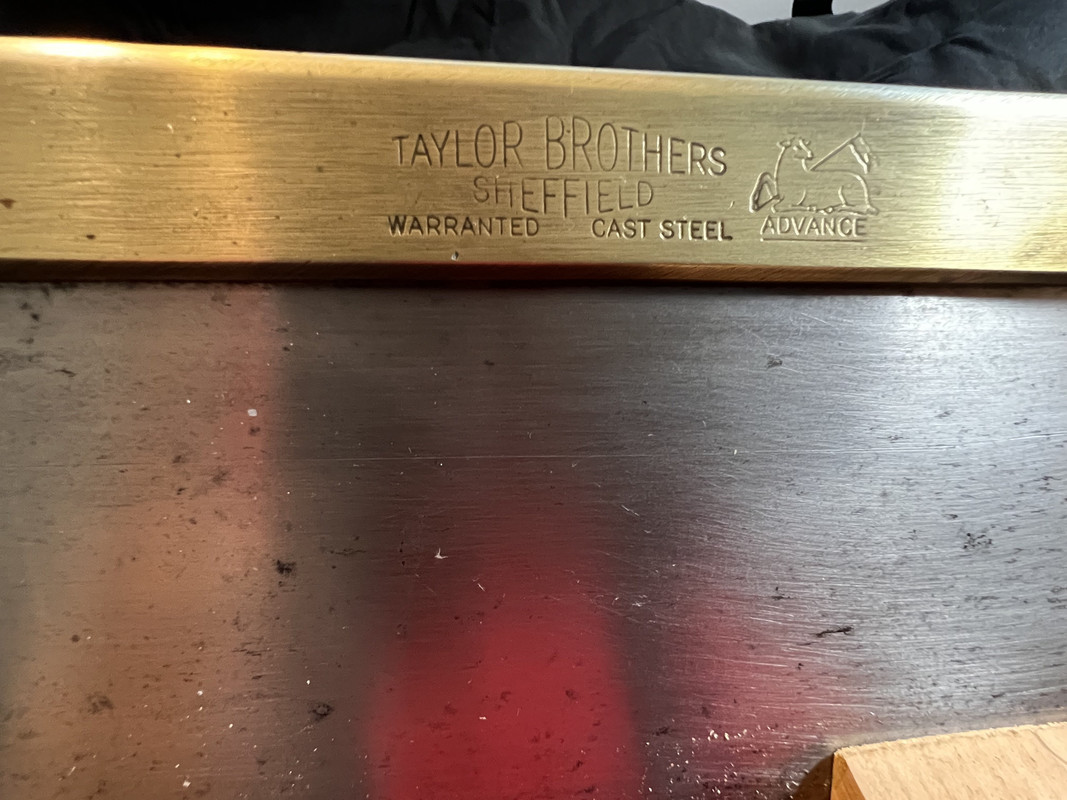 TAYLOR BROTHERS
SHEFFIELD
WARRANTED CAST STEEL
ADVANCE